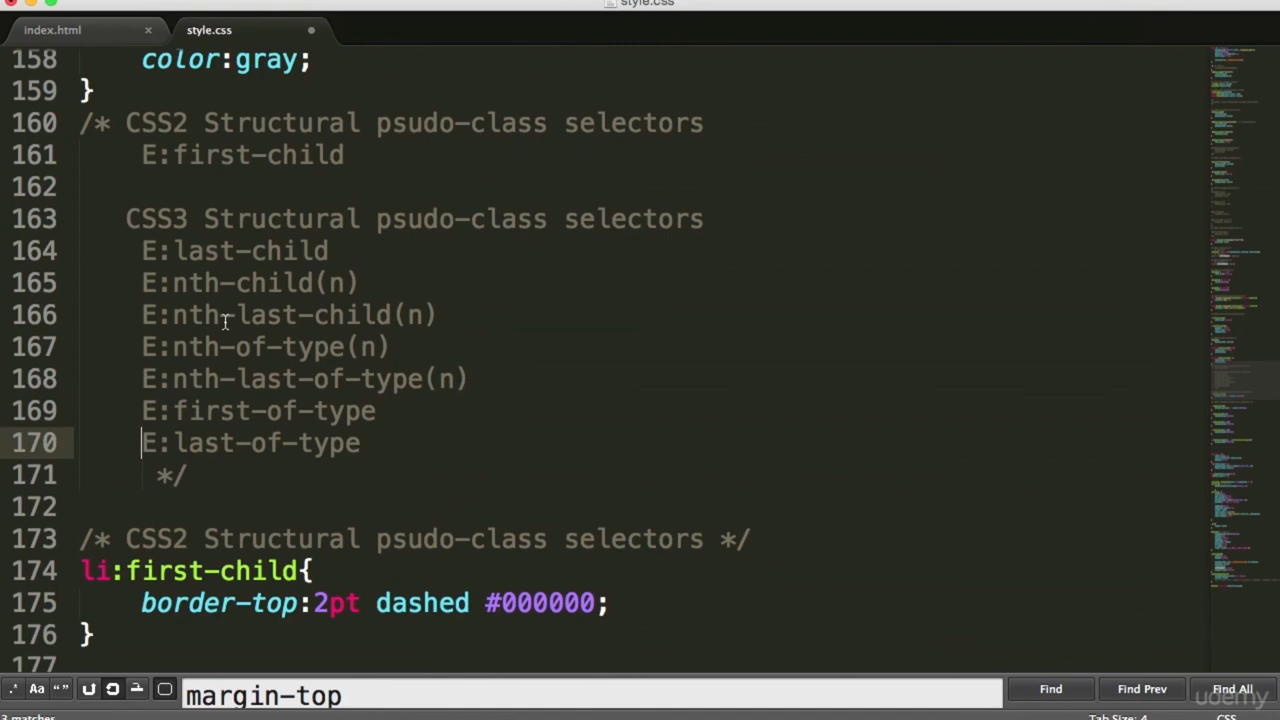 style.css
index.html × style.css
158 color:gray;
159 }
160 /* CSS2 Structural psudo-class selectors
161 E:first-child
162
163 CSS3 Structural psudo-class selectors
164 E:last-child
165 E:nth-child(n)
166 E:nth-last-child(n)
167 E:nth-of-type(n)
168 E:nth-last-of-type(n)
169 E:first-of-type
170 E:last-of-type
171 */
172
173 /* CSS2 Structural psudo-class selectors */
174 li:first-child{
175 border-top:2pt dashed #000000;
176 }
177
.* Aa “” margin-top Find Find Prev Find All
udemy
3 matches Tab Size: 4 CSS